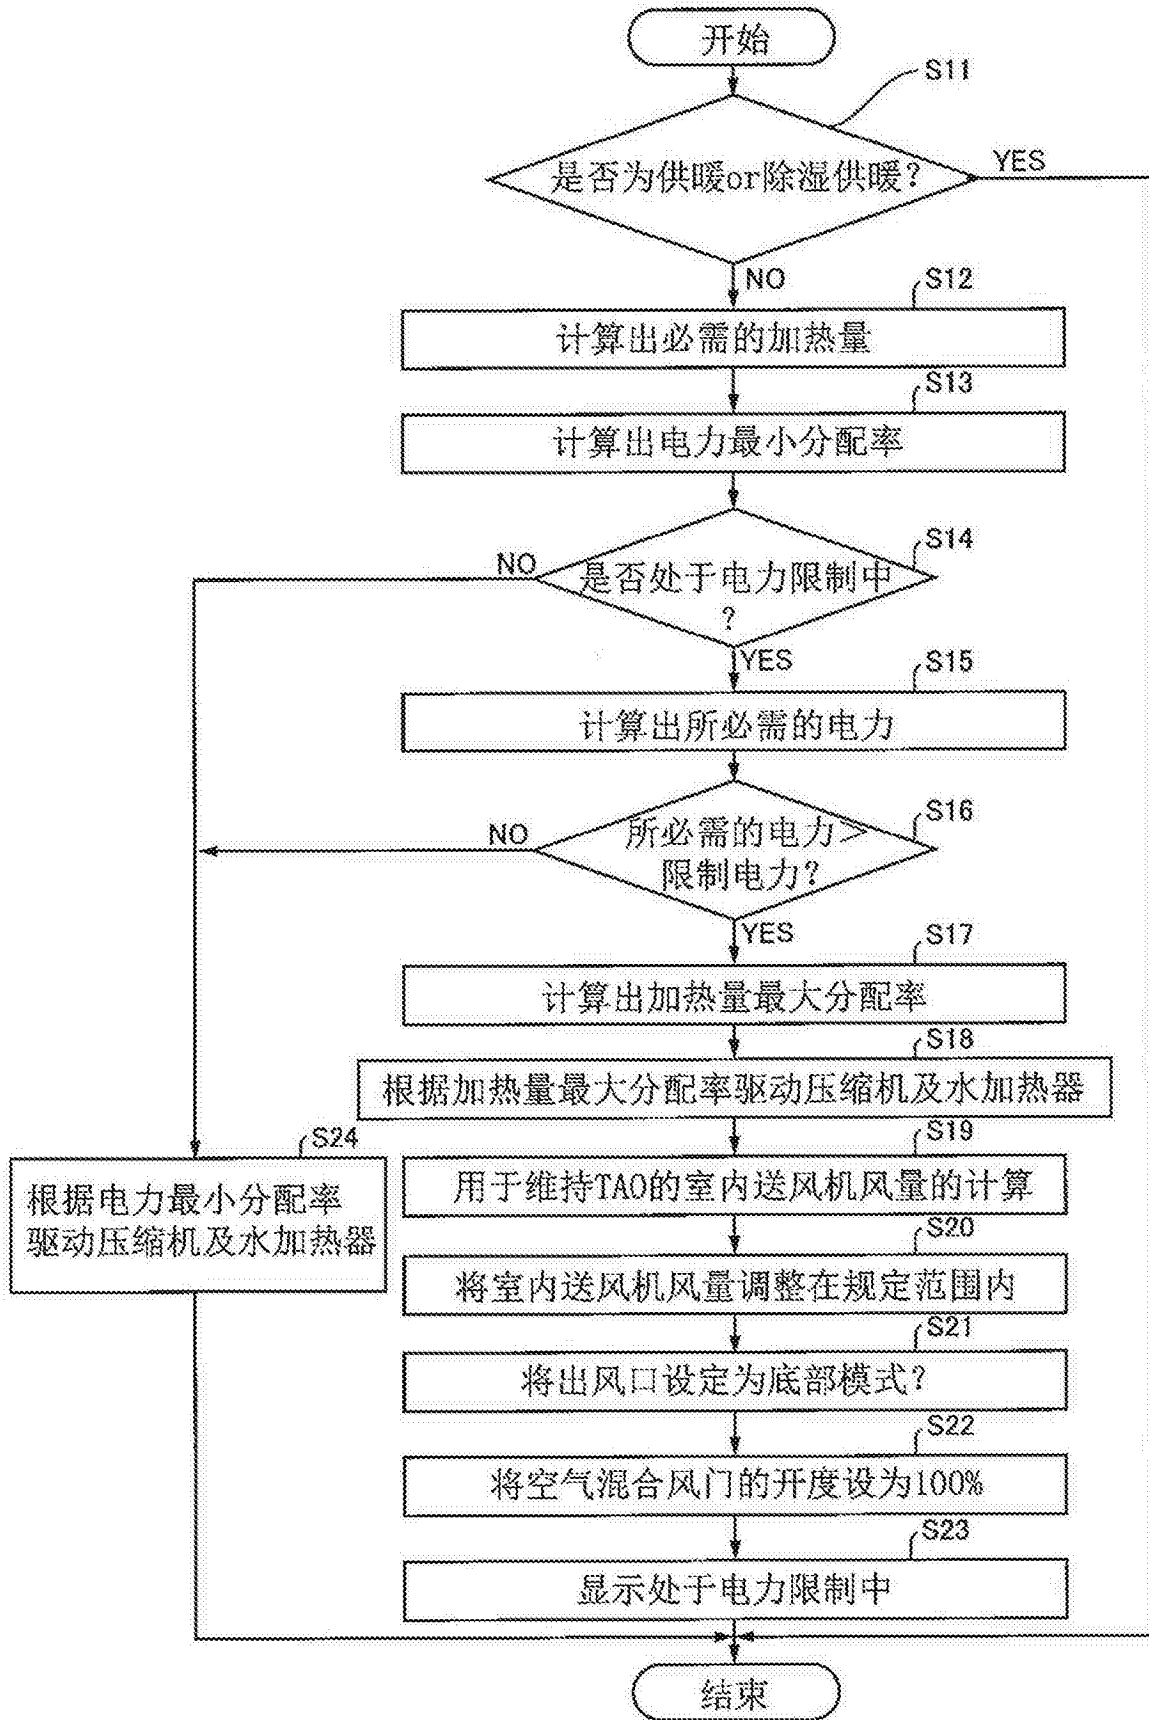 开始
S11
是否为供暖or除湿供暖?
YES
NO
S12
计算出必需的加热量
S13
计算出电力最小分配率
S14
NO
是否处于电力限制中
?
YES
S15
计算出所必需的电力
S16
NO
所必需的电力>
限制电力?
YES
S17
计算出加热量最大分配率
S18
根据加热量最大分配率驱动压缩机及水加热器
S24
根据电力最小分配率
驱动压缩机及水加热器
S19
用于维持TAO的室内送风机风量的计算
S20
将室内送风机风量调整在规定范围内
S21
将出风口设定为底部模式?
S22
将空气混合风门的开度设为100%
S23
显示处于电力限制中
结束